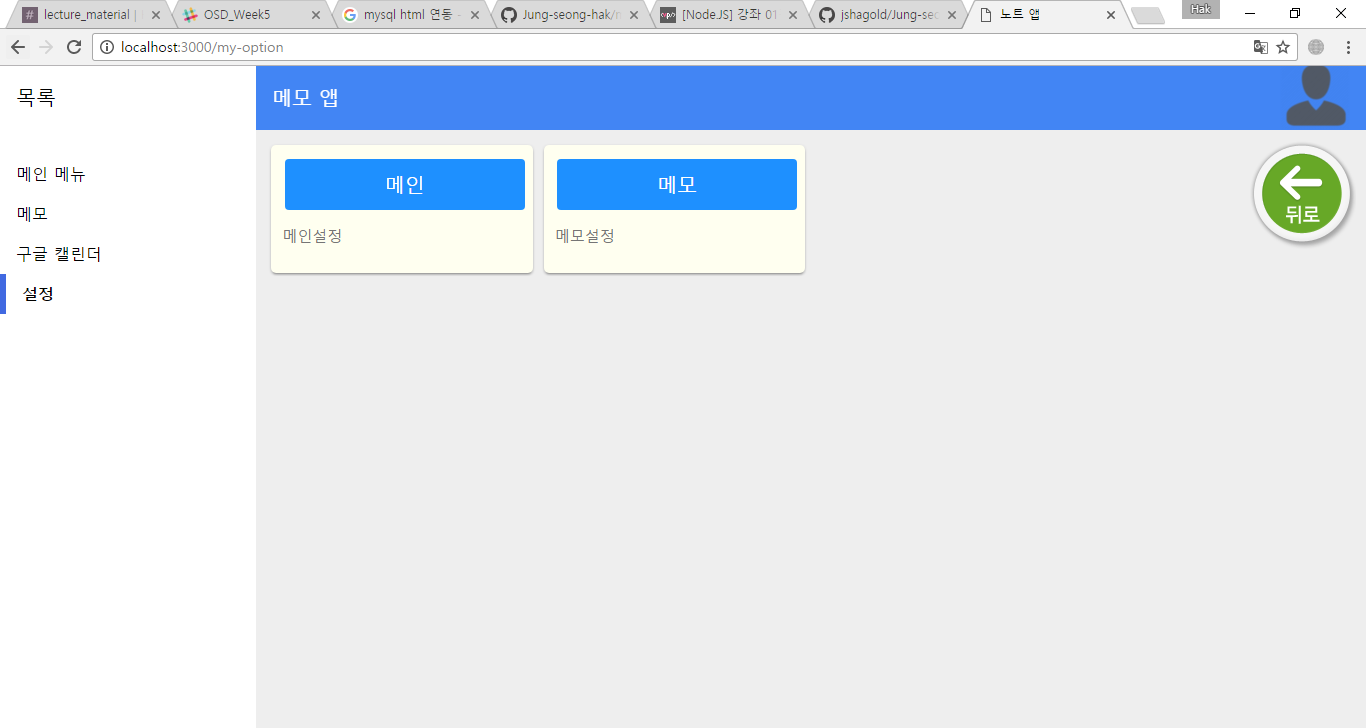 lecture_material |
OSD_Week5
mysql html 연동 -
Jung-seong-hak/
[NodeJS] 강좌 01
jshagold/Jung-seo
노트 앱
Hak
localhost:3000/my-option
목록
메모 앱
메인 메뉴
메모
구글 캘린더
설정
메인
메인설정
메모
메모설정
뒤로